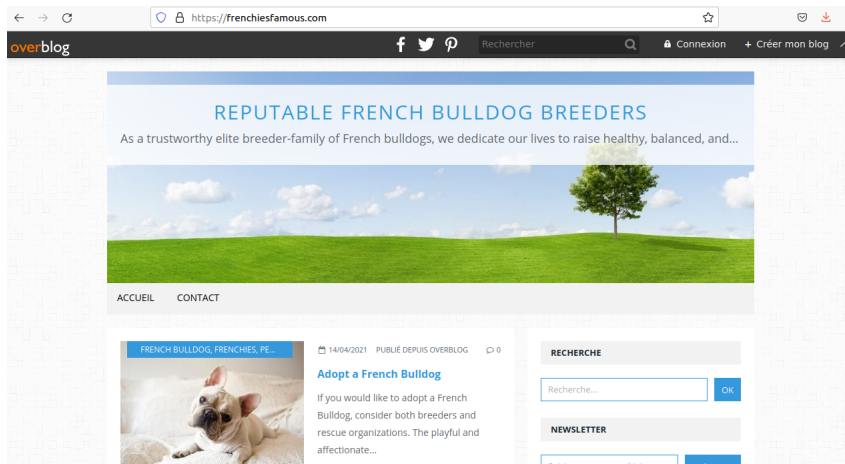 https://frenchiesfamous.com
overblog
Rechercher
Connexion
+ Créer mon blog
REPUTABLE FRENCH BULLDOG BREEDERS
As a trustworthy elite breeder-family of French bulldogs, we dedicate our lives to raise healthy, balanced, and...
ACCUEIL CONTACT
FRENCH BULLDOG, FRENCHIES, PE...
14/04/2021 PUBLIÉ DEPUIS OVERBLOG 0
Adopt a French Bulldog
If you would like to adopt a French
Bulldog, consider both breeders and
rescue organizations. The playful and
affectionate...
RECHERCHE
Recherche... OK
NEWSLETTER